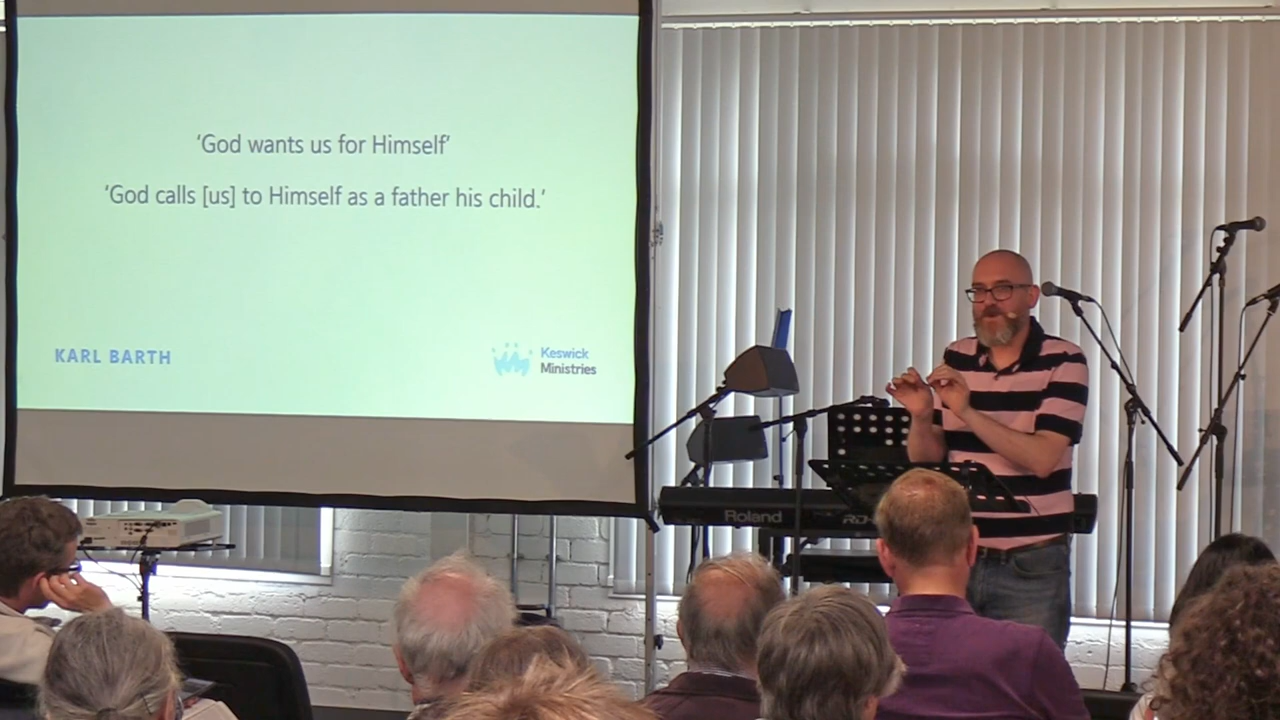 ‘God wants us for Himself’
‘God calls [us] to Himself as a father his child.’
KARL BARTH
Keswick
Ministries
Roland
RD-